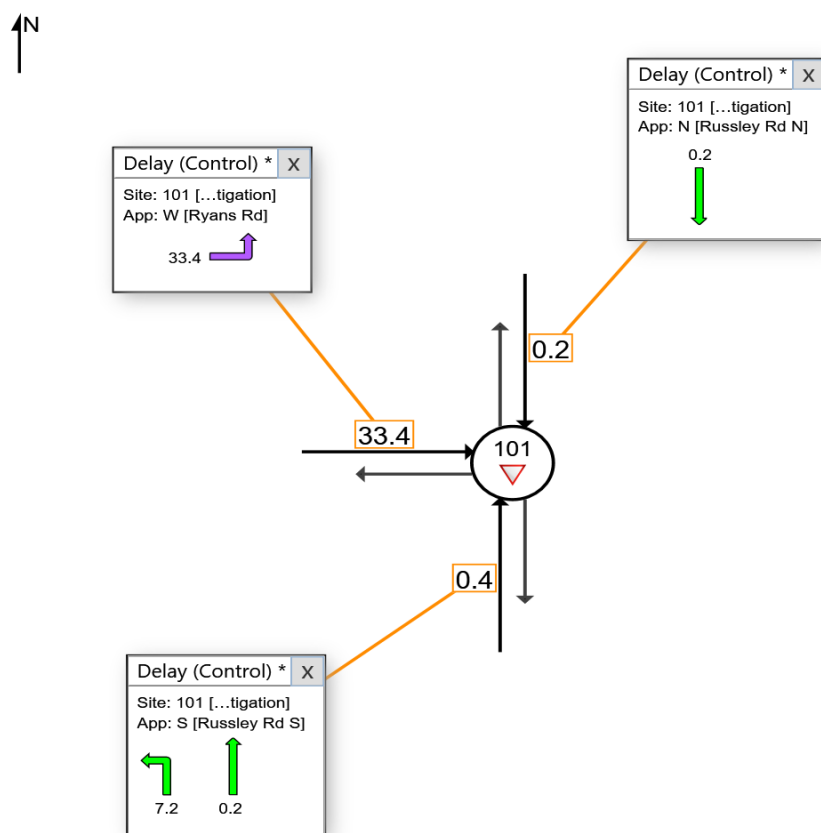 N
Delay (Control) * X
Site: 101 […tigation]
App: N [Russley Rd N]
0.2
Delay (Control) * X
Site: 101 […tigation]
App: W [Ryans Rd]
33.4
0.2
33.4
101
0.4
Delay (Control) * X
Site: 101 […tigation]
App: S [Russley Rd S]
7.2 0.2